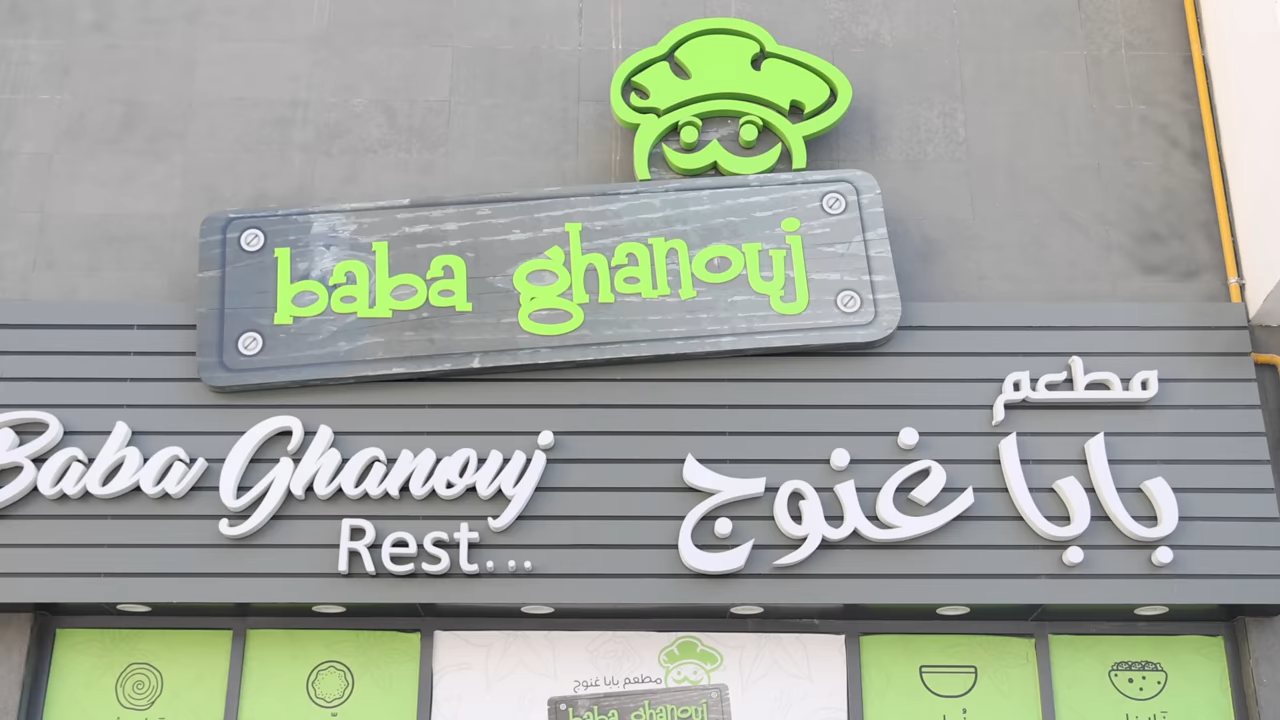 baba ghanouj
Baba Ghanouj
Rest...
مطعم
بابا غنوج
مطعم بابا غنوج
baba ghanouj